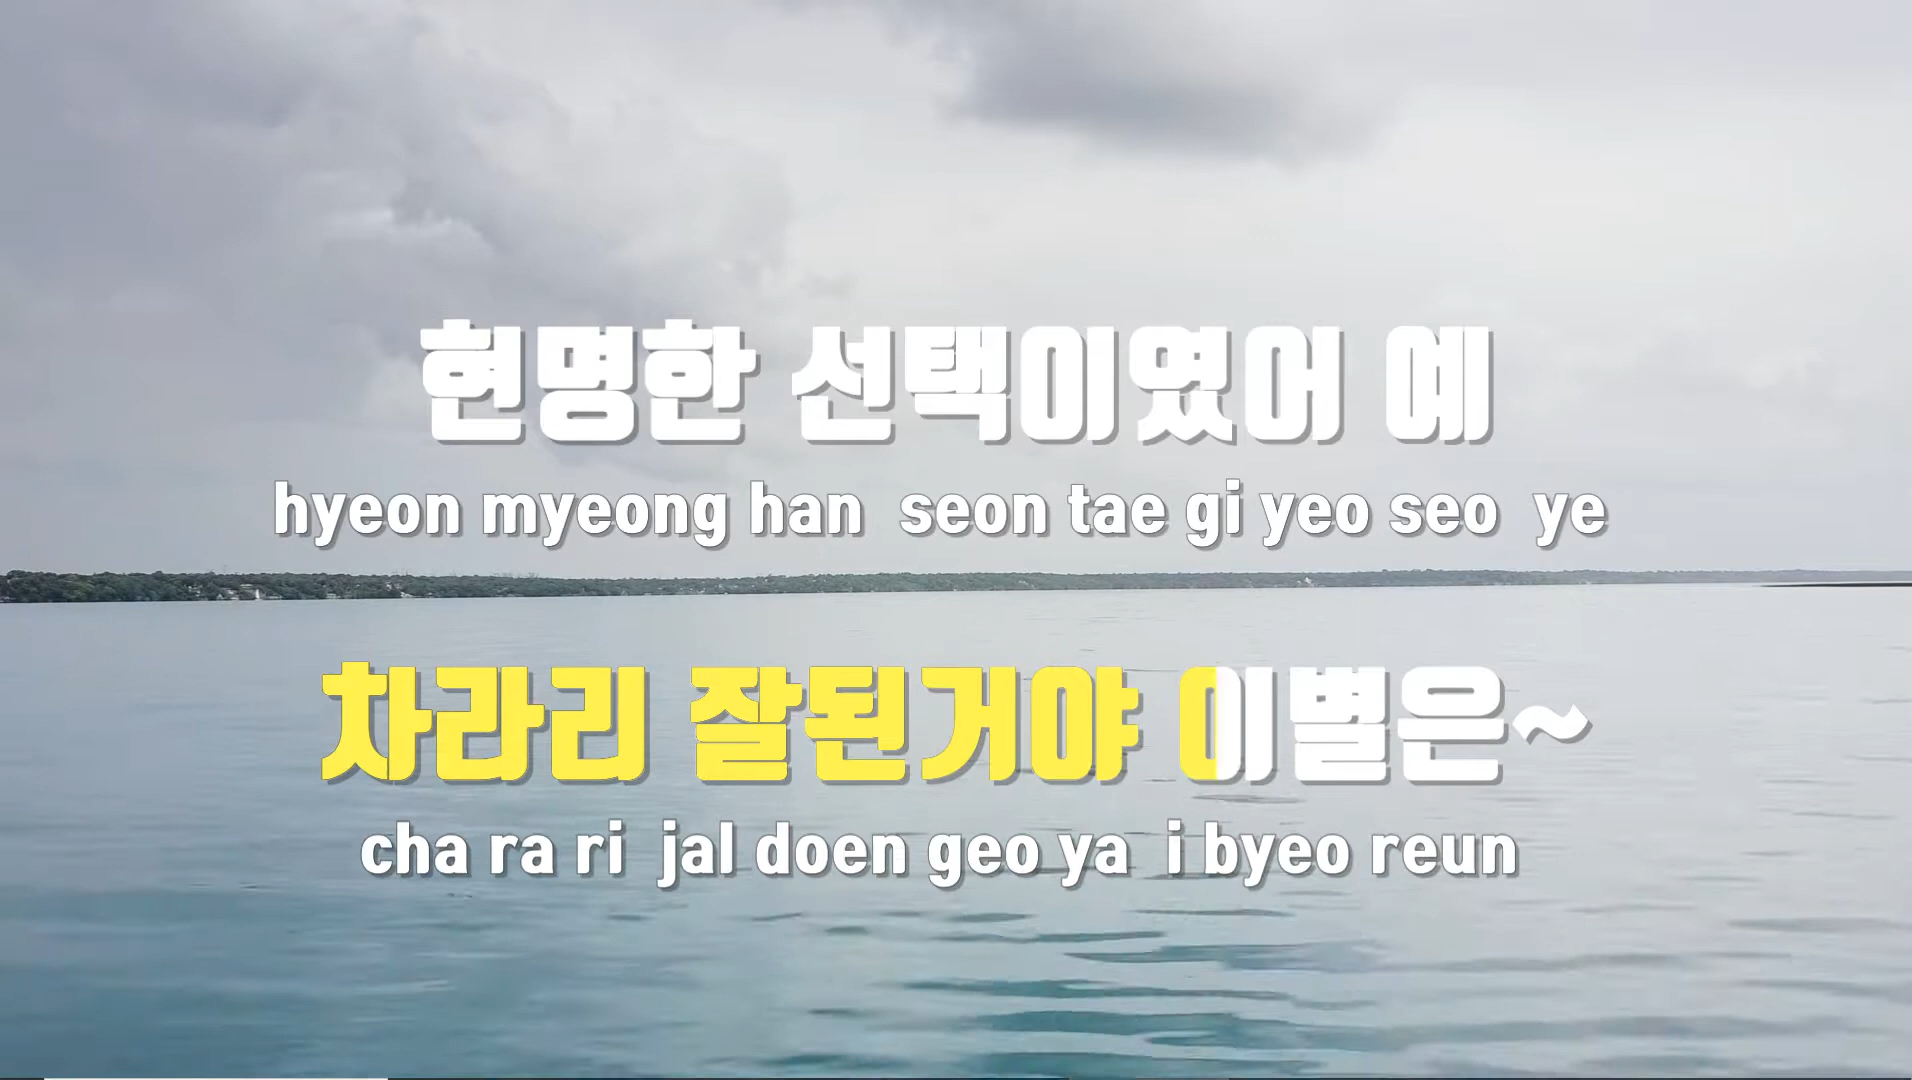 현명한 선택이였어 예
hyeon myeong han seon tae gi yeo seo ye
차라리 잘된거야 이별은~
cha ra ri jal doen geo ya i byeo reun